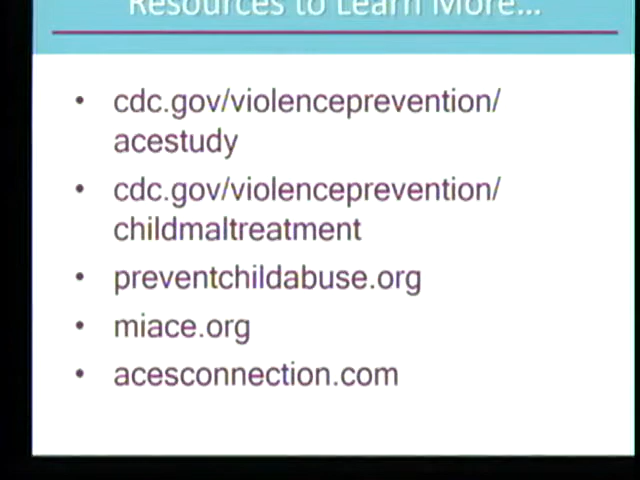 Resources to Learn More...
• cdc.gov/violenceprevention/
acestudy
• cdc.gov/violenceprevention/
childmaltreatment
• preventchildabuse.org
• miace.org
• acesconnection.com